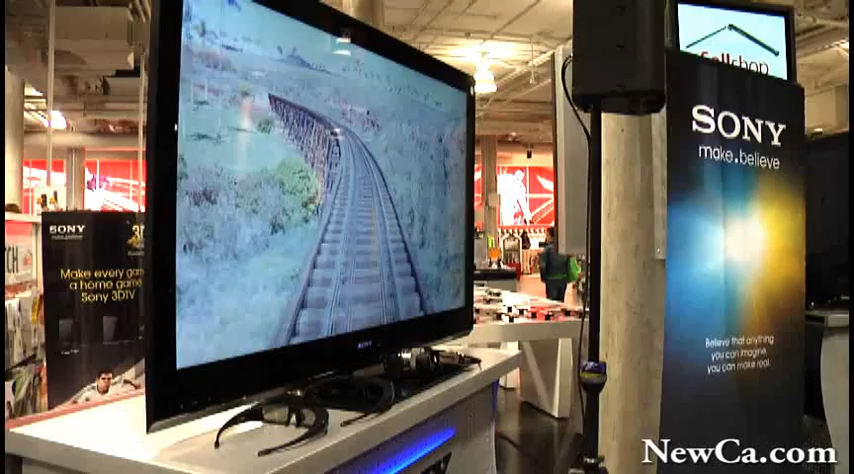 SONY
make.believe
Believe that anything
you can imagine,
you can make real.
SONY
3D
Make every game
a home game.
Sony 3DTV
SONY
NewCa.com